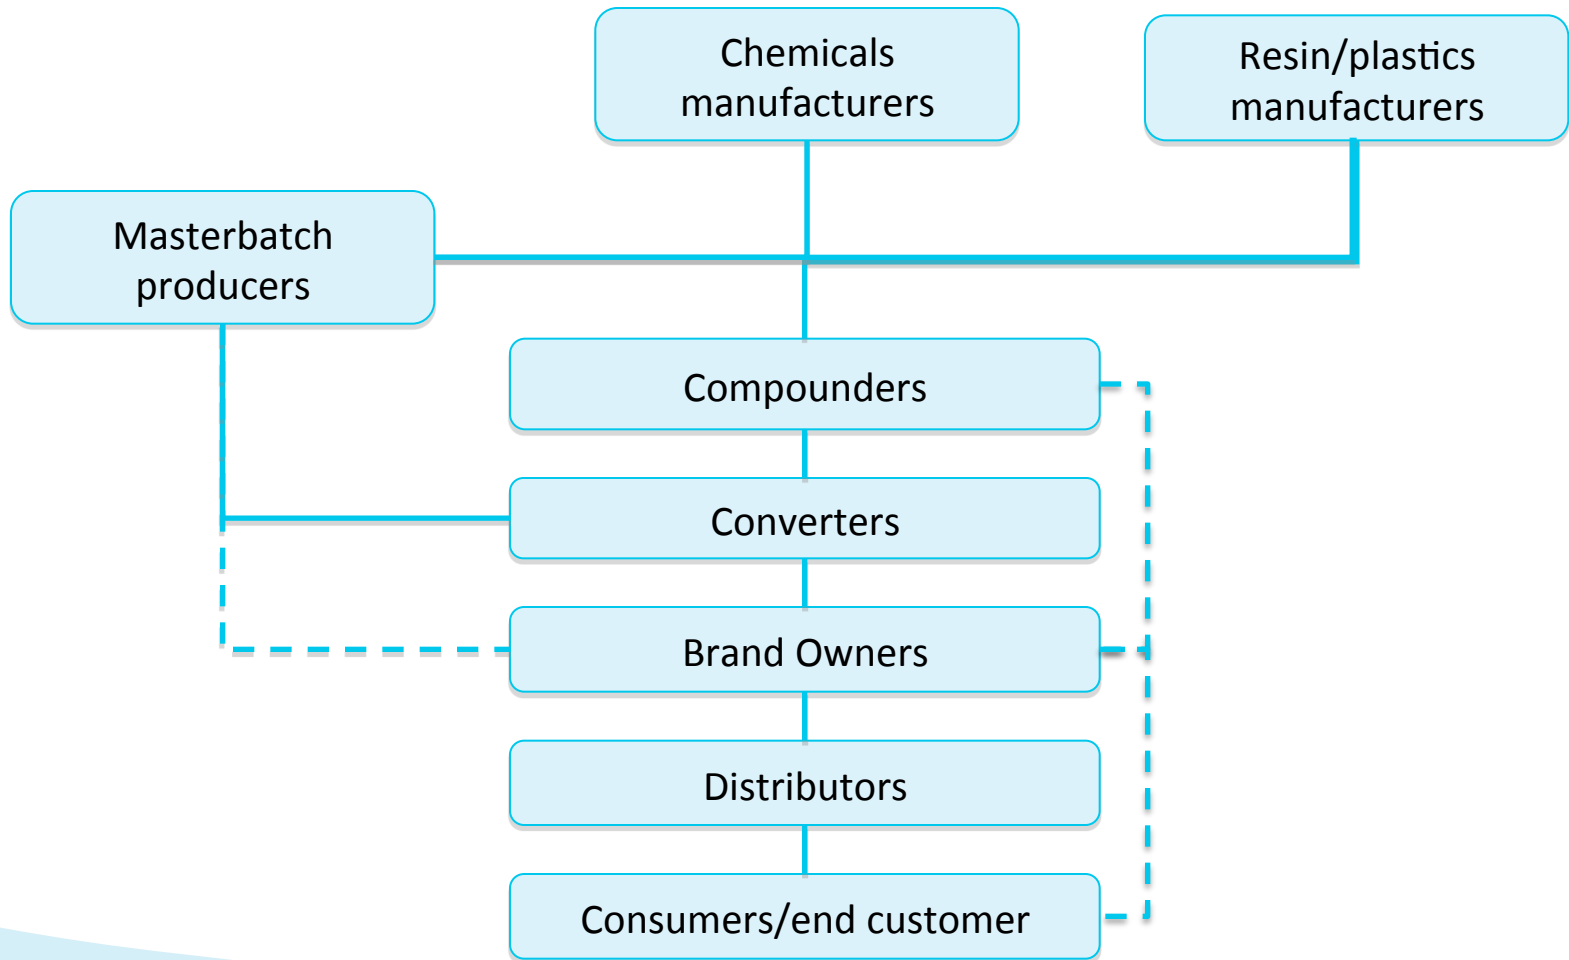 Chemicals
manufacturers
Resin/plastics
manufacturers
Masterbatch
producers
Compounders
Converters
Brand Owners
Distributors
Consumers/end customer